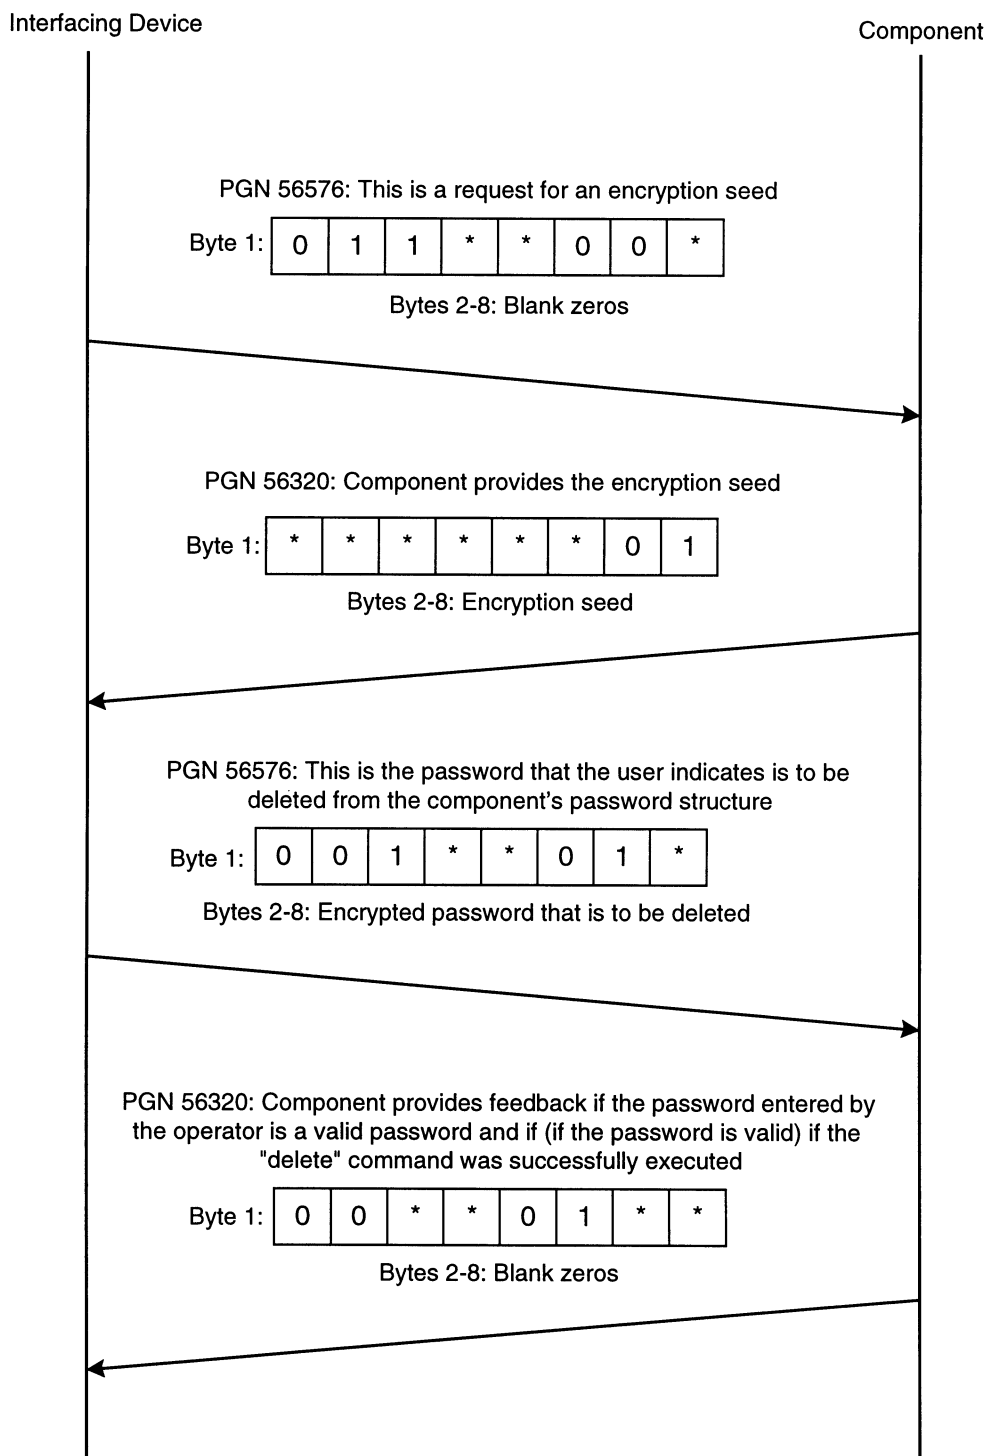 Interfacing Device
Component
PGN 56576: This is a request for an encryption seed
Byte 1: 0 1 1 * * 0 0 *
Bytes 2-8: Blank zeros
PGN 56320: Component provides the encryption seed
Byte 1: * * * * * * 0 1
Bytes 2-8: Encryption seed
PGN 56576: This is the password that the user indicates is to be
deleted from the component's password structure
Byte 1: 0 0 1 * * 0 1 *
Bytes 2-8: Encrypted password that is to be deleted
PGN 56320: Component provides feedback if the password entered by
the operator is a valid password and if (if the password is valid) if the
"delete" command was successfully executed
Byte 1: 0 0 * * 0 1 * *
Bytes 2-8: Blank zeros